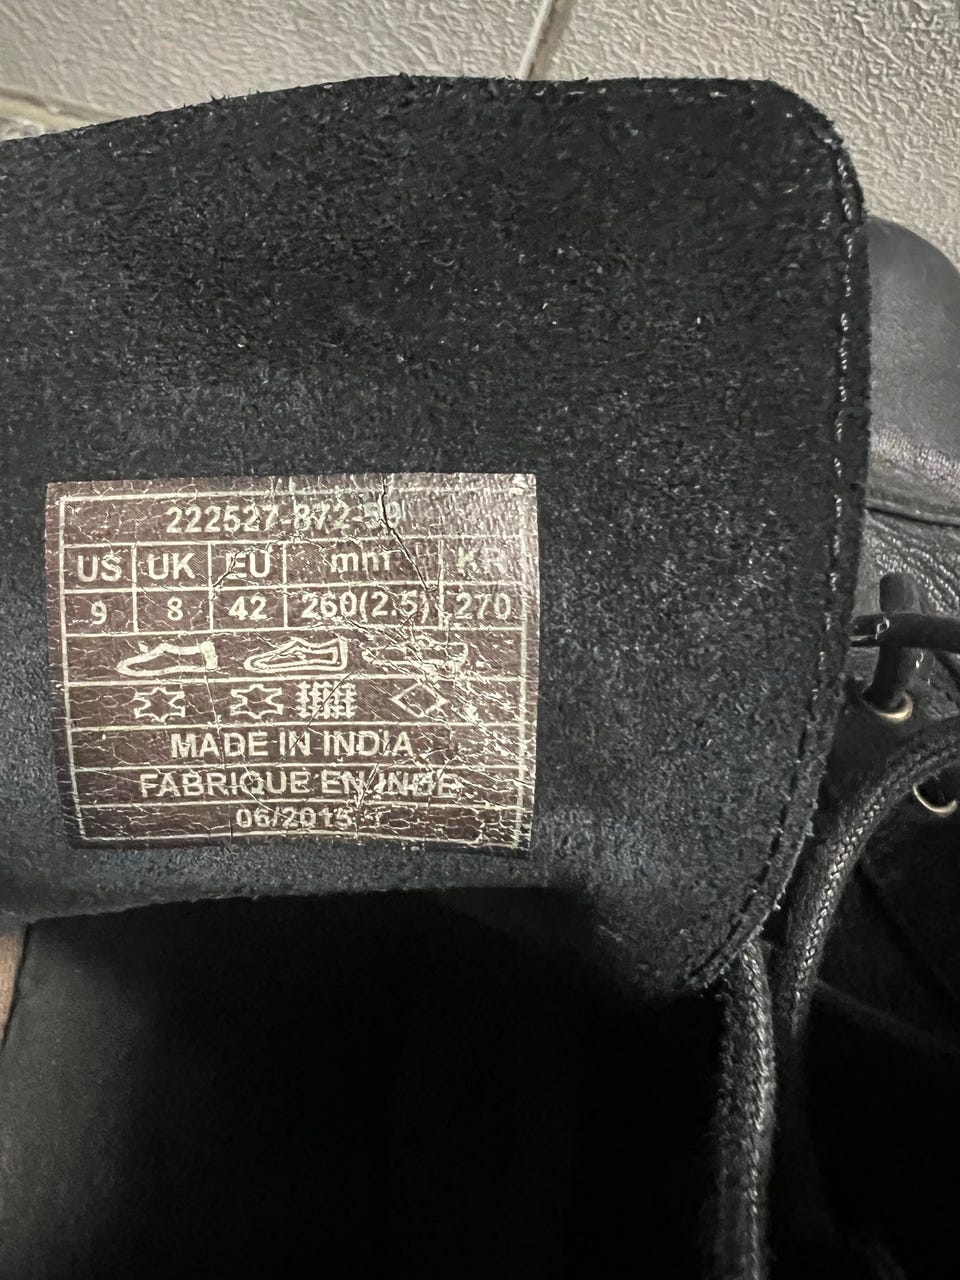 222527-872-59
US UK EU mm KR
9 8 42 260(2.5) 270
MADE IN INDIA
FABRIQUE EN INDE
06/2015